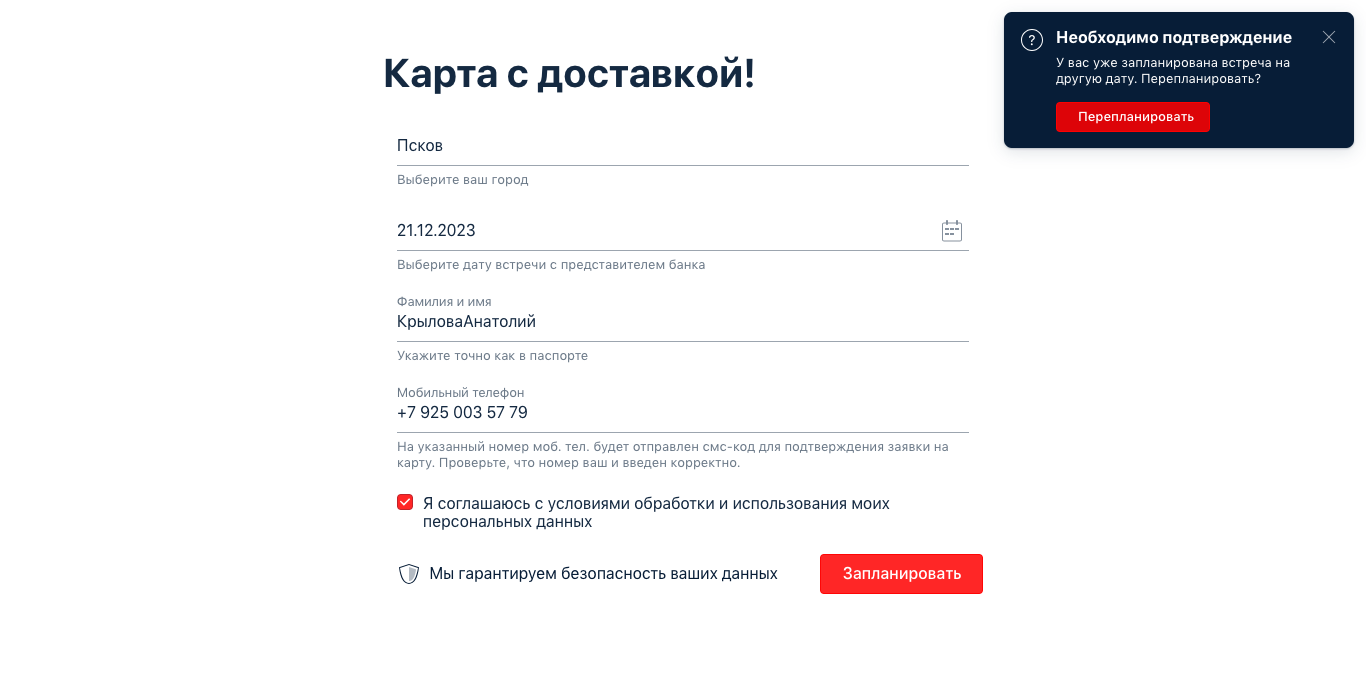 Карта с доставкой!
Псков
Выберите ваш город
21.12.2023
Выберите дату встречи с представителем банка
Фамилия и имя
КрыловаАнатолий
Укажите точно как в паспорте
Мобильный телефон
+7 925 003 57 79
На указанный номер моб. тел. будет отправлен смс-код для подтверждения заявки на
карту. Проверьте, что номер ваш и введен корректно.
Я соглашаюсь с условиями обработки и использования моих
персональных данных
Мы гарантируем безопасность ваших данных
Запланировать
?
Необходимо подтверждение
У вас уже запланирована встреча на
другую дату. Перепланировать?
Перепланировать